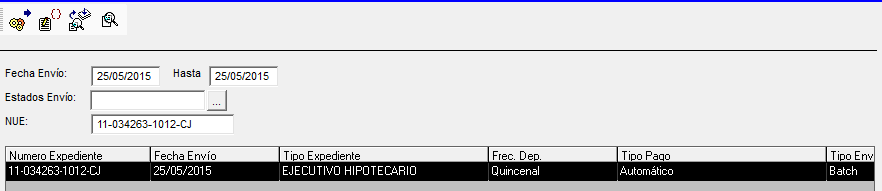 Fecha Envío: 25/05/2015 Hasta 25/05/2015
Estados Envío: ...
NUE: 11-034263-1012-CJ
Numero Expediente Fecha Envío Tipo Expediente Frec. Dep. Tipo Pago Tipo Env
11-034263-1012-CJ 25/05/2015 EJECUTIVO HIPOTECARIO Quincenal Automático Batch